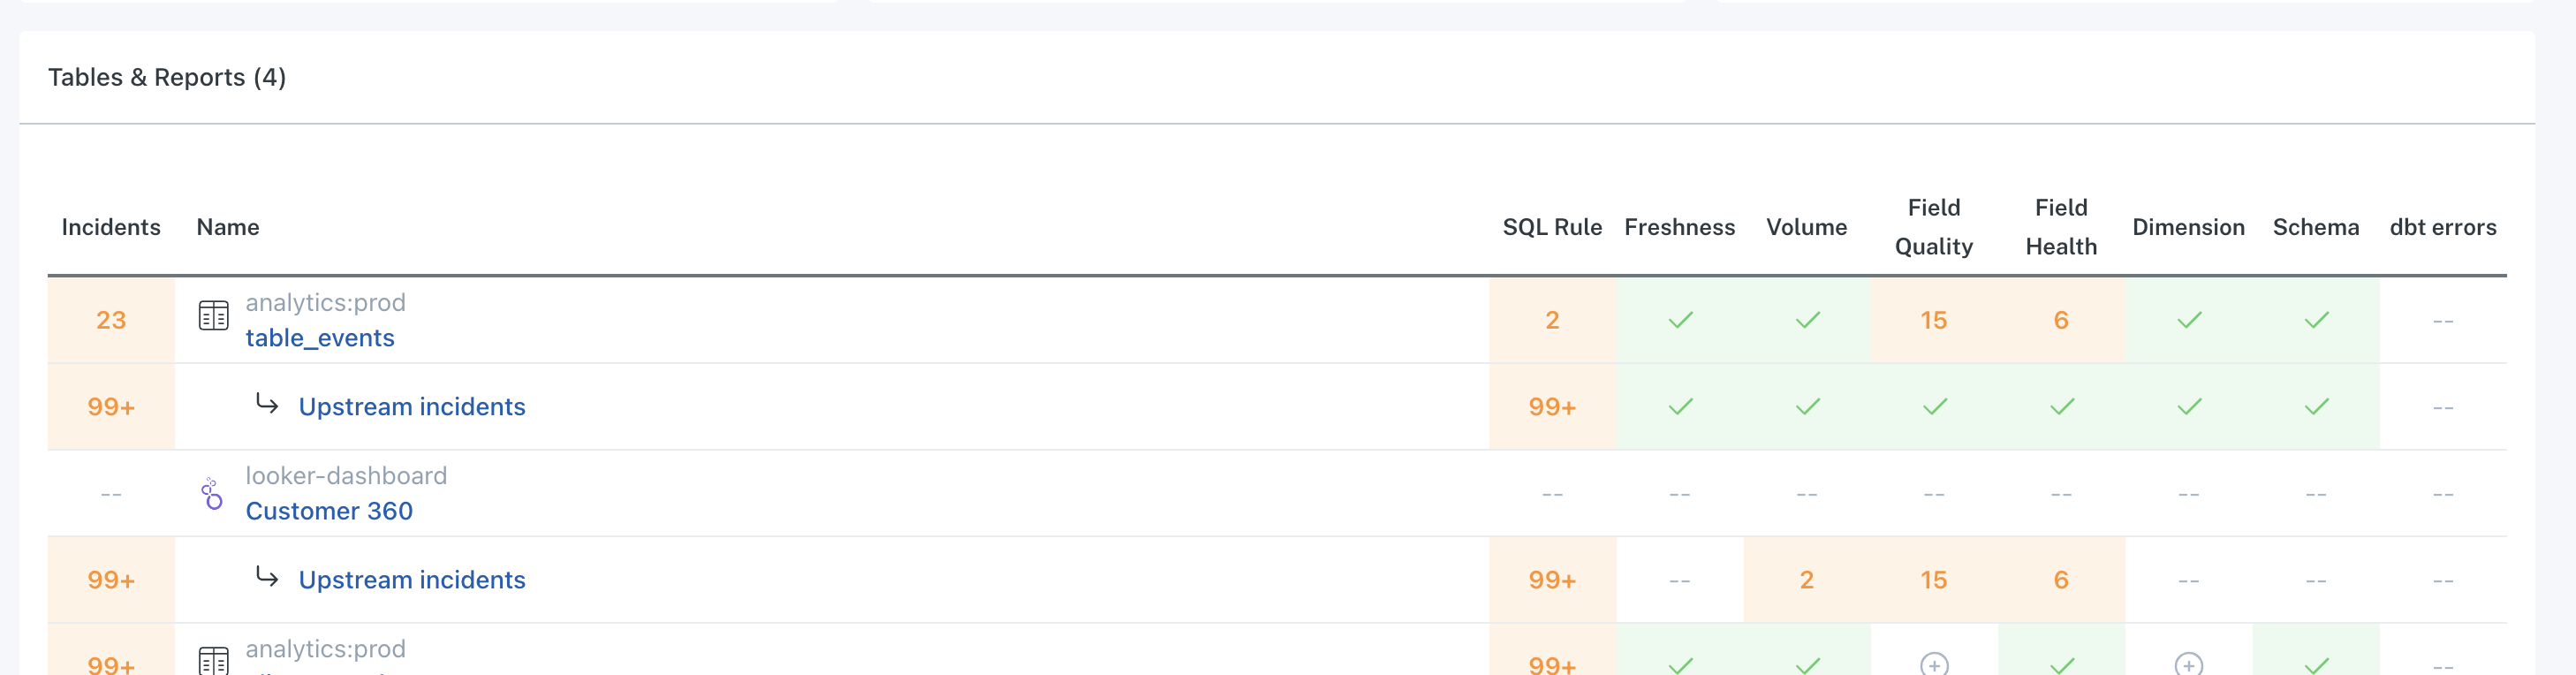 Tables & Reports (4)
Incidents Name SQL Rule Freshness Volume Field Quality Field Health Dimension Schema dbt errors
23 analytics:prod 2 15 6 --
table_events
99+ Upstream incidents 99+ --
-- looker-dashboard -- -- -- -- -- -- -- --
Customer 360
99+ Upstream incidents 99+ -- 2 15 6 -- -- --
99+ analytics:prod 99+ --